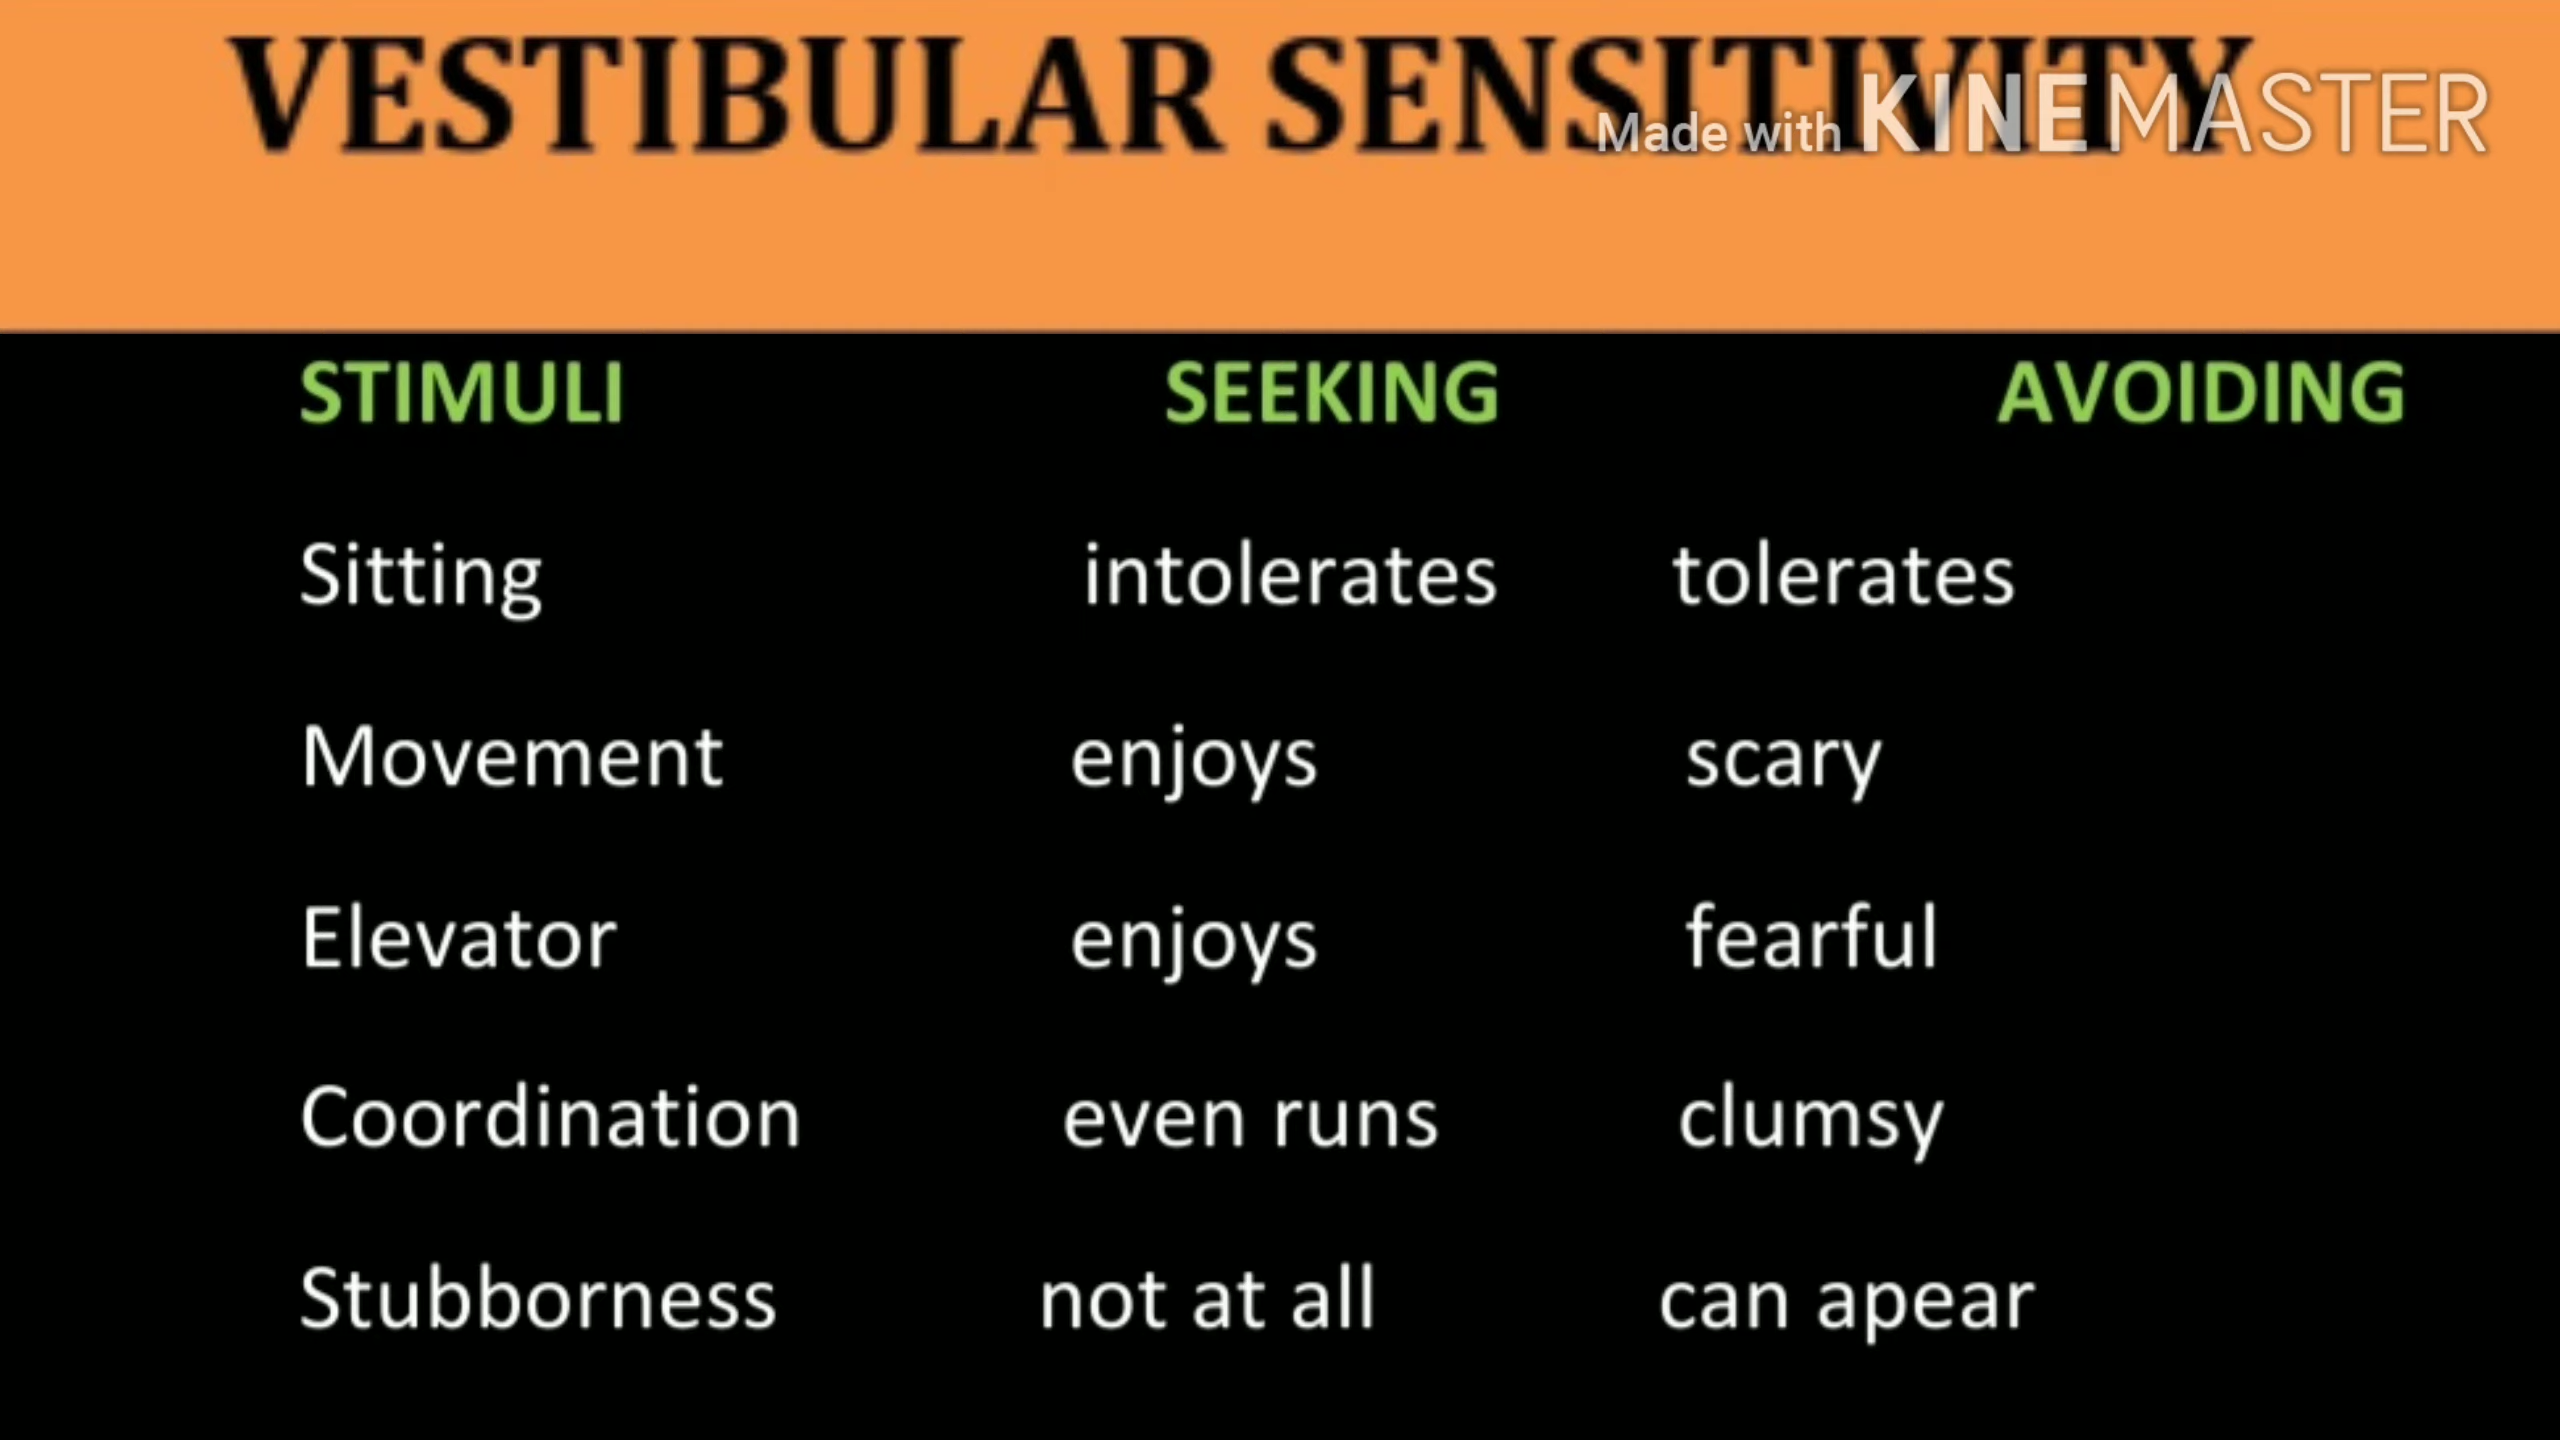 VESTIBULAR SENSITIVITY
Made with KINEMASTER
STIMULI SEEKING AVOIDING
Sitting intolerates tolerates
Movement enjoys scary
Elevator enjoys fearful
Coordination even runs clumsy
Stubborness not at all can apear